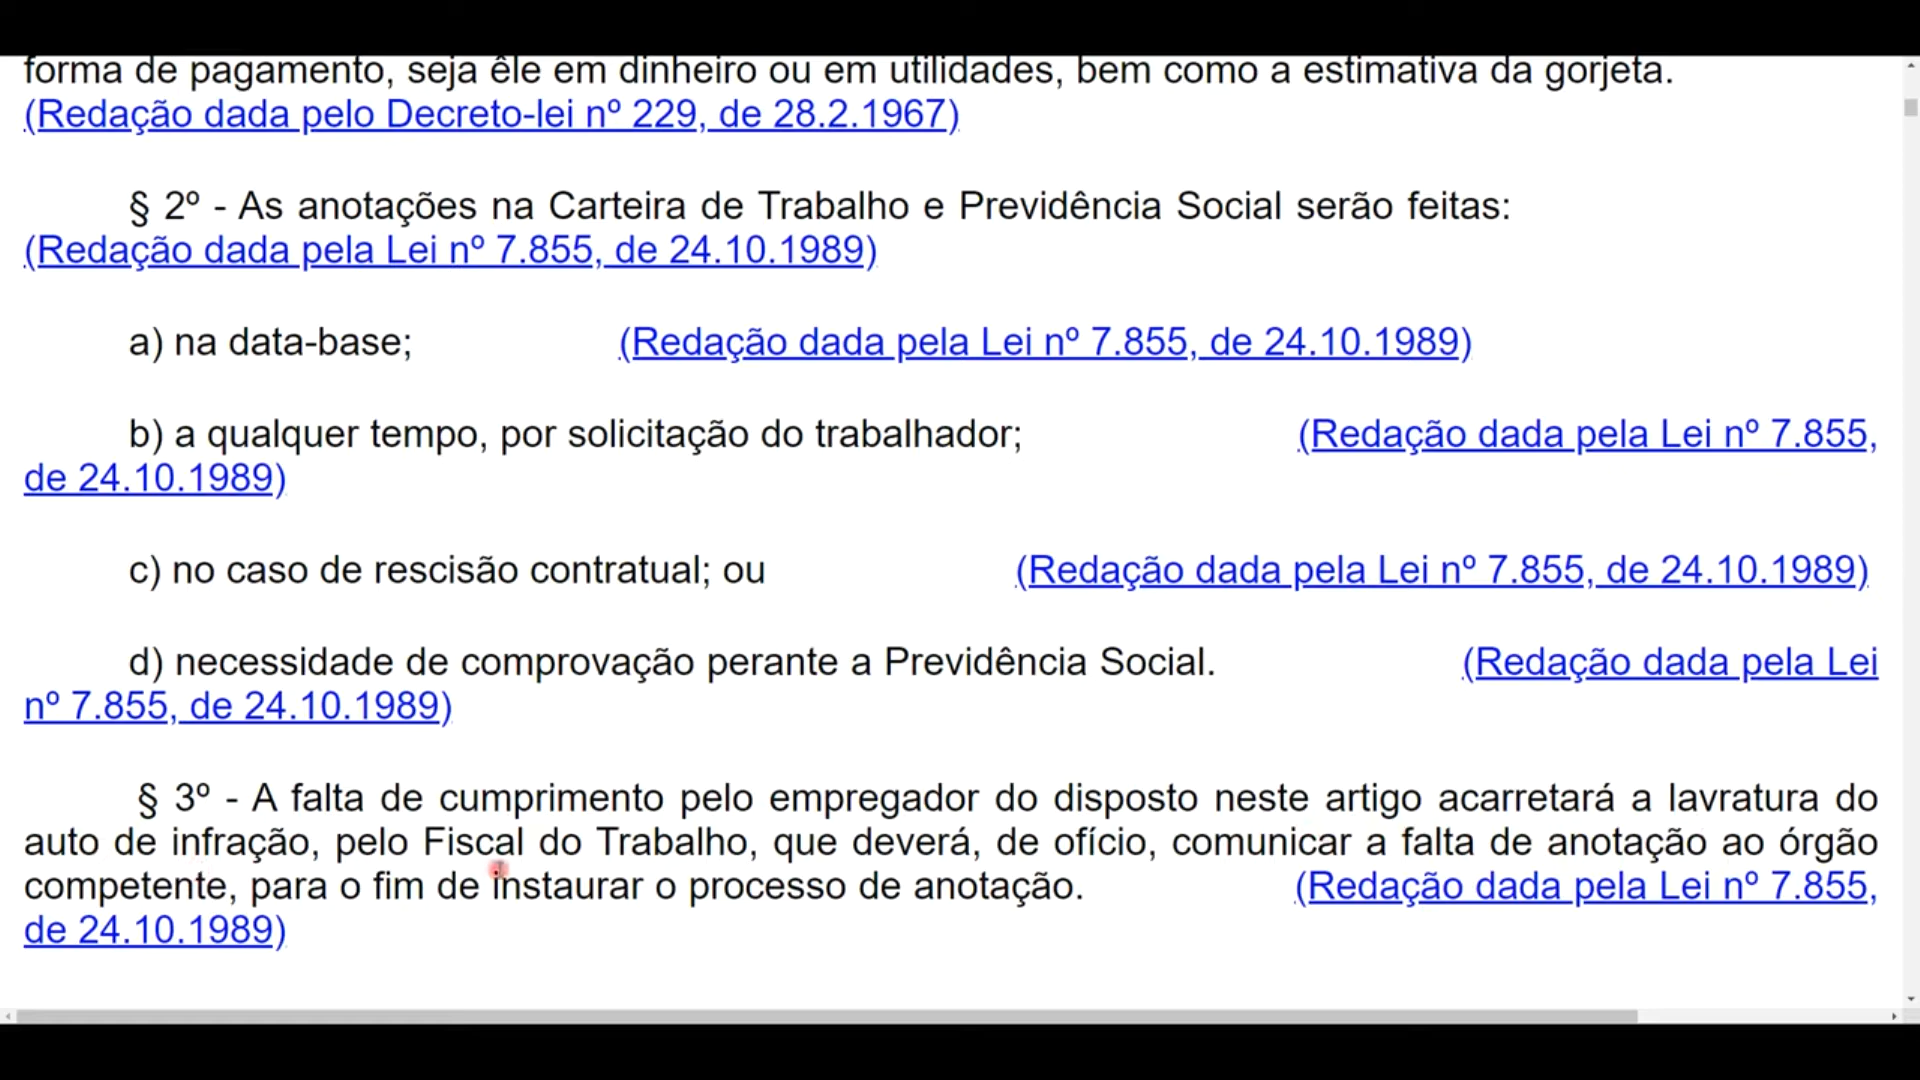 forma de pagamento, seja êle em dinheiro ou em utilidades, bem como a estimativa da gorjeta.
(Redação dada pelo Decreto-lei nº 229, de 28.2.1967)
§ 2º - As anotações na Carteira de Trabalho e Previdência Social serão feitas:
(Redação dada pela Lei nº 7.855, de 24.10.1989)
a) na data-base; (Redação dada pela Lei nº 7.855, de 24.10.1989)
b) a qualquer tempo, por solicitação do trabalhador; (Redação dada pela Lei nº 7.855,
de 24.10.1989)
c) no caso de rescisão contratual; ou (Redação dada pela Lei nº 7.855, de 24.10.1989)
d) necessidade de comprovação perante a Previdência Social. (Redação dada pela Lei
nº 7.855, de 24.10.1989)
§ 3º - A falta de cumprimento pelo empregador do disposto neste artigo acarretará a lavratura do
auto de infração, pelo Fiscal do Trabalho, que deverá, de ofício, comunicar a falta de anotação ao órgão
competente, para o fim de instaurar o processo de anotação. (Redação dada pela Lei nº 7.855,
de 24.10.1989)